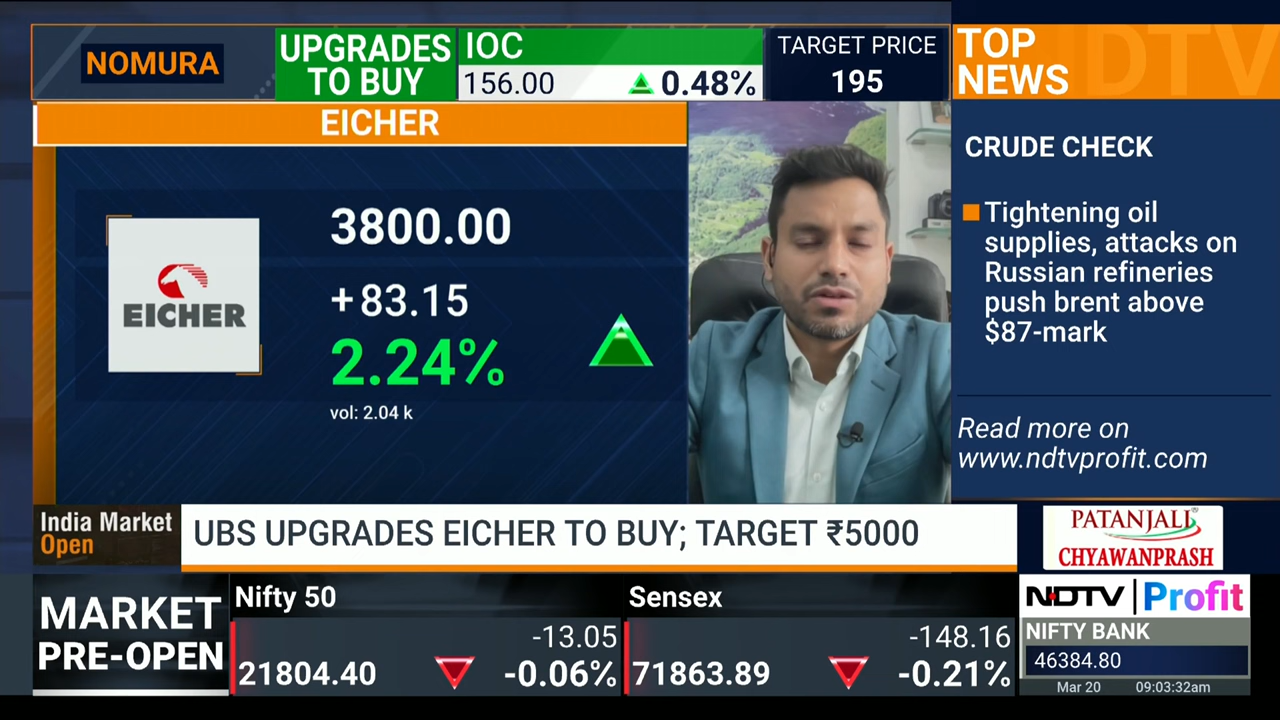 NOMURA
UPGRADES
TO BUY
IOC
156.00
0.48%
TARGET PRICE
195
TOP
NEWS
NDTV
EICHER
EICHER
3800.00
+83.15
2.24%
vol: 2.04 k
CRUDE CHECK
Tightening oil
supplies, attacks on
Russian refineries
push brent above
$87-mark
Read more on
www.ndtvprofit.com
India Market
Open
UBS UPGRADES EICHER TO BUY; TARGET ₹5000
PATANJALI
CHYAWANPRASH
MARKET
PRE-OPEN
Nifty 50
-13.05
21804.40
-0.06%
Sensex
-148.16
71863.89
-0.21%
NDTV Profit
NIFTY BANK
46384.80
Mar 20 09:03:32am